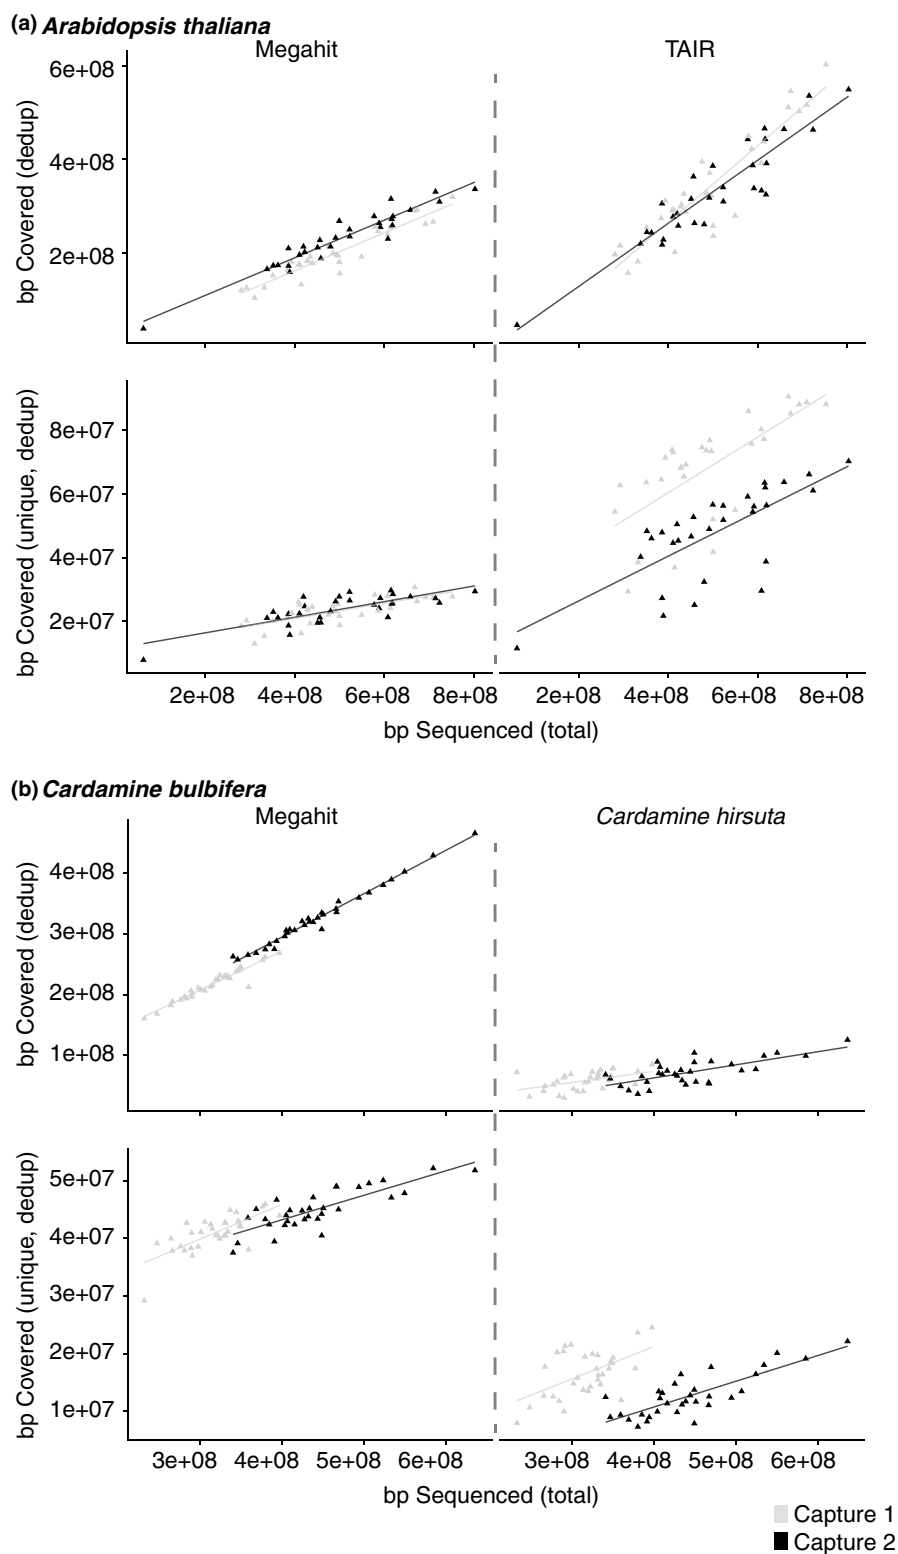 (a) Arabidopsis thaliana
Megahit
TAIR
bp Covered (dedup)
6e+08
4e+08
2e+08
bp Covered (unique, dedup)
8e+07
6e+07
4e+07
2e+07
2e+08 4e+08 6e+08 8e+08
2e+08 4e+08 6e+08 8e+08
bp Sequenced (total)
(b) Cardamine bulbifera
Megahit
Cardamine hirsuta
bp Covered (dedup)
4e+08
3e+08
2e+08
1e+08
bp Covered (unique, dedup)
5e+07
4e+07
3e+07
2e+07
1e+07
3e+08 4e+08 5e+08 6e+08
3e+08 4e+08 5e+08 6e+08
bp Sequenced (total)
Capture 1
Capture 2